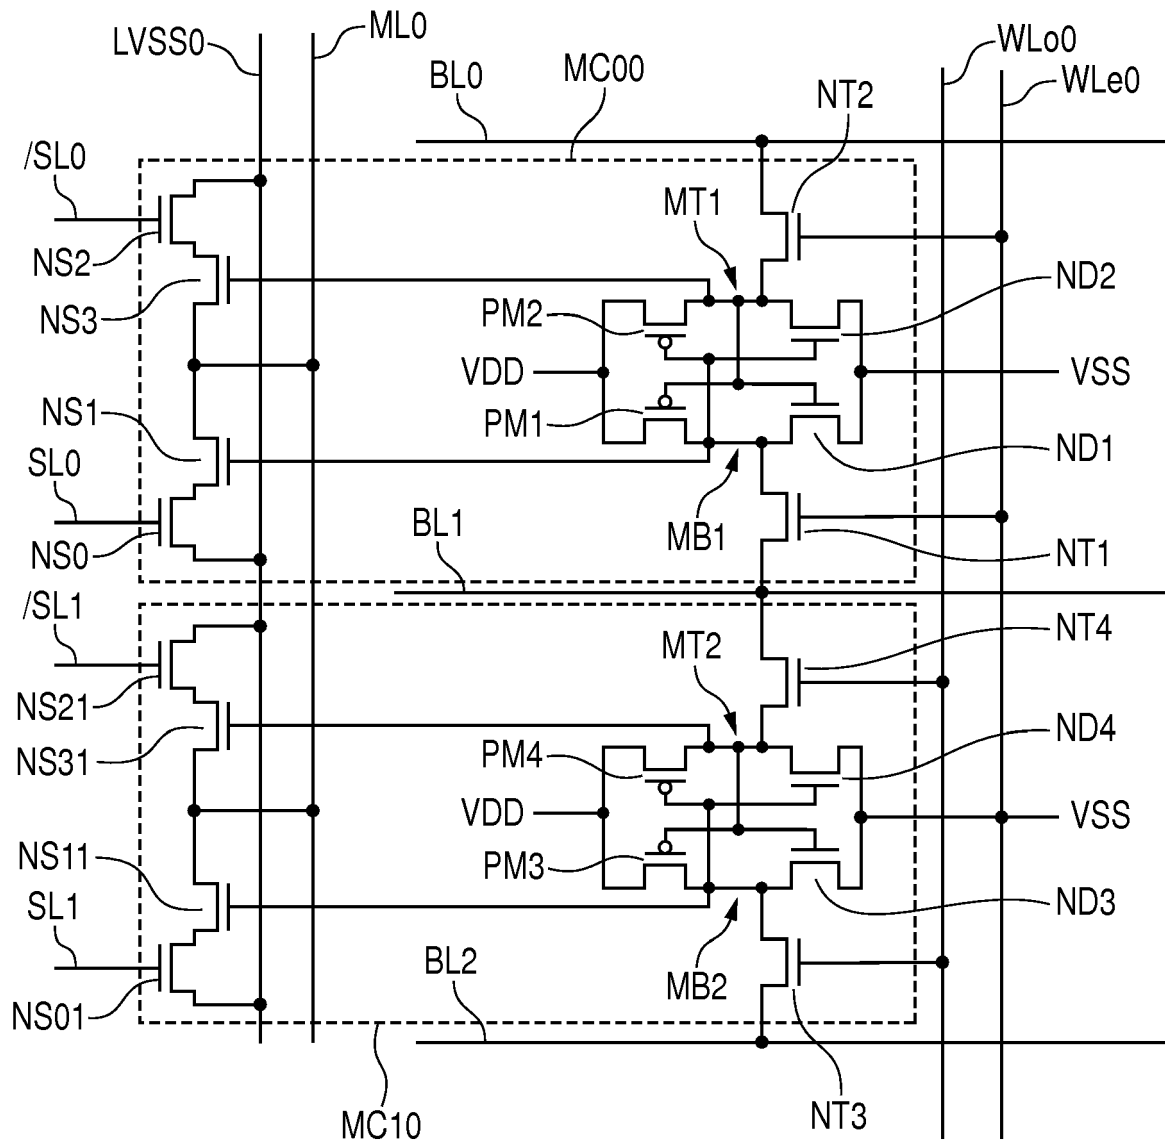 LVSS0
ML0
WLo0
BL0
MC00
NT2
WLe0
/SL0
MT1
NS2
ND2
NS3
PM2
VDD
VSS
NS1
PM1
ND1
SL0
BL1
MB1
NS0
NT1
/SL1
NT4
MT2
NS21
ND4
NS31
PM4
VDD
VSS
NS11
PM3
SL1
ND3
BL2
MB2
NS01
MC10
NT3